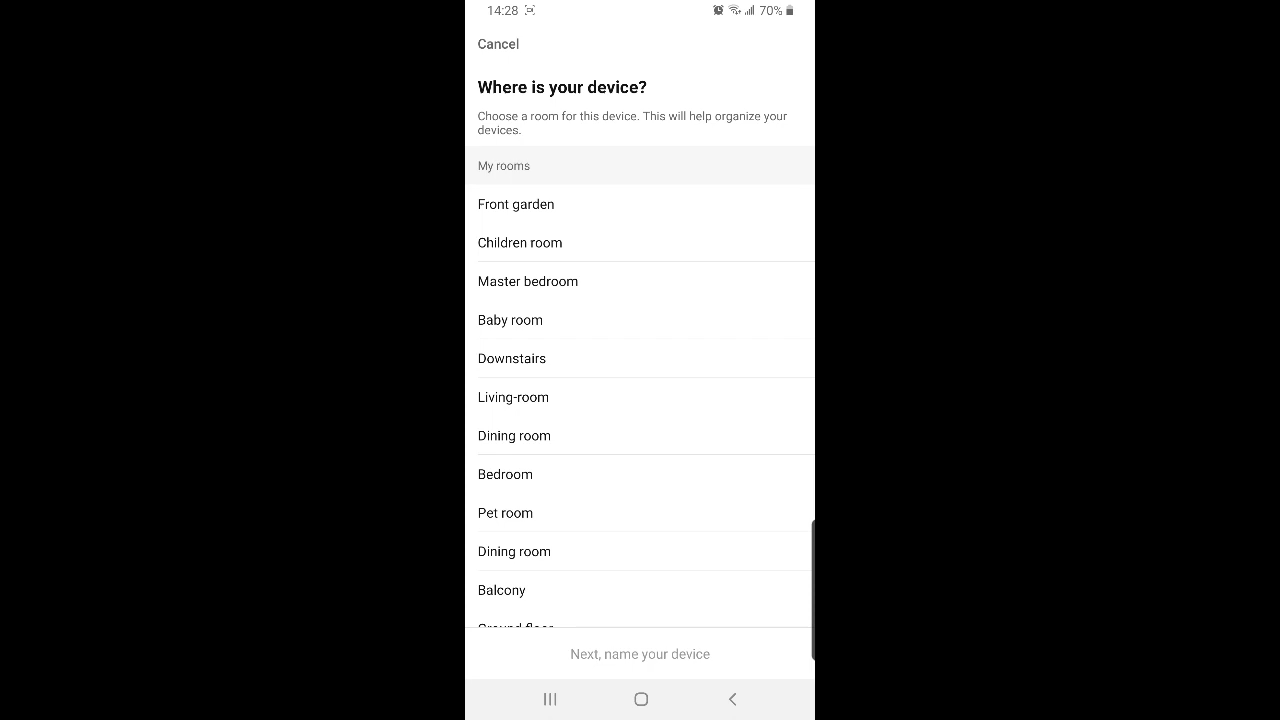 14:28
70%
Cancel
Where is your device?
Choose a room for this device. This will help organize your
devices.
My rooms
Front garden
Children room
Master bedroom
Baby room
Downstairs
Living-room
Dining room
Bedroom
Pet room
Dining room
Balcony
Ground floor
Next, name your device